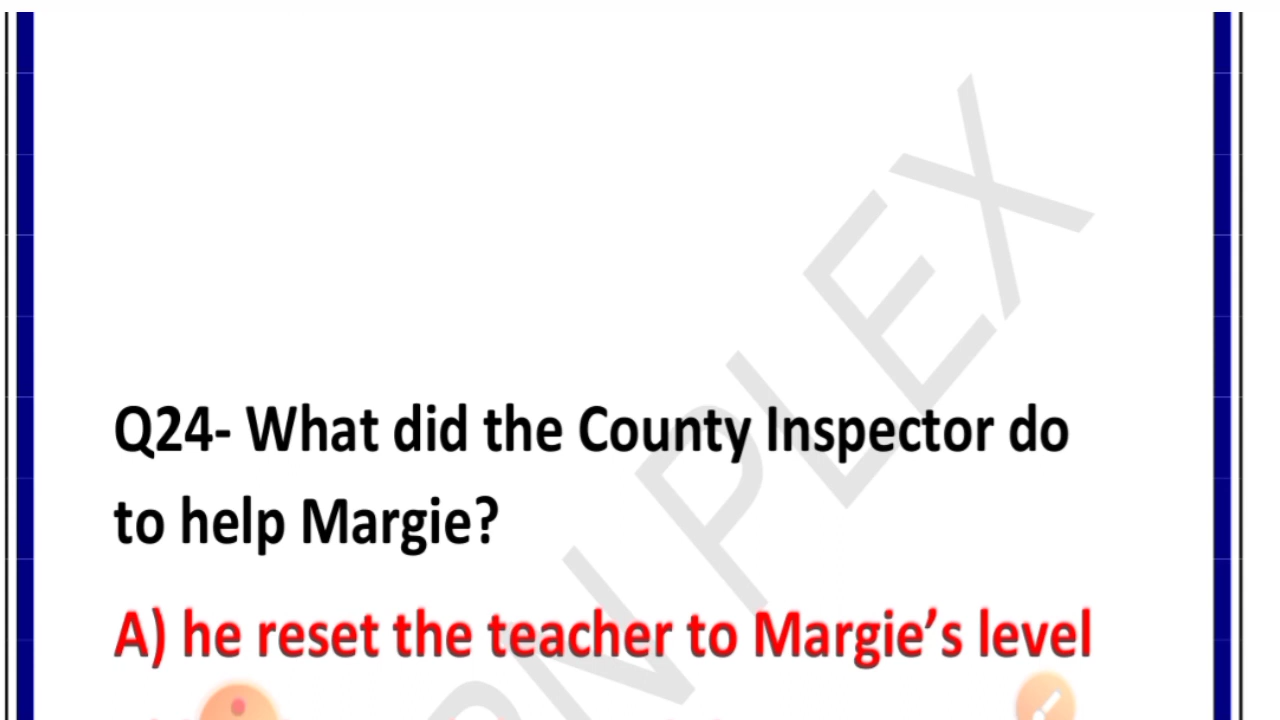 Q24- What did the County Inspector do
to help Margie?
A) he reset the teacher to Margie’s level